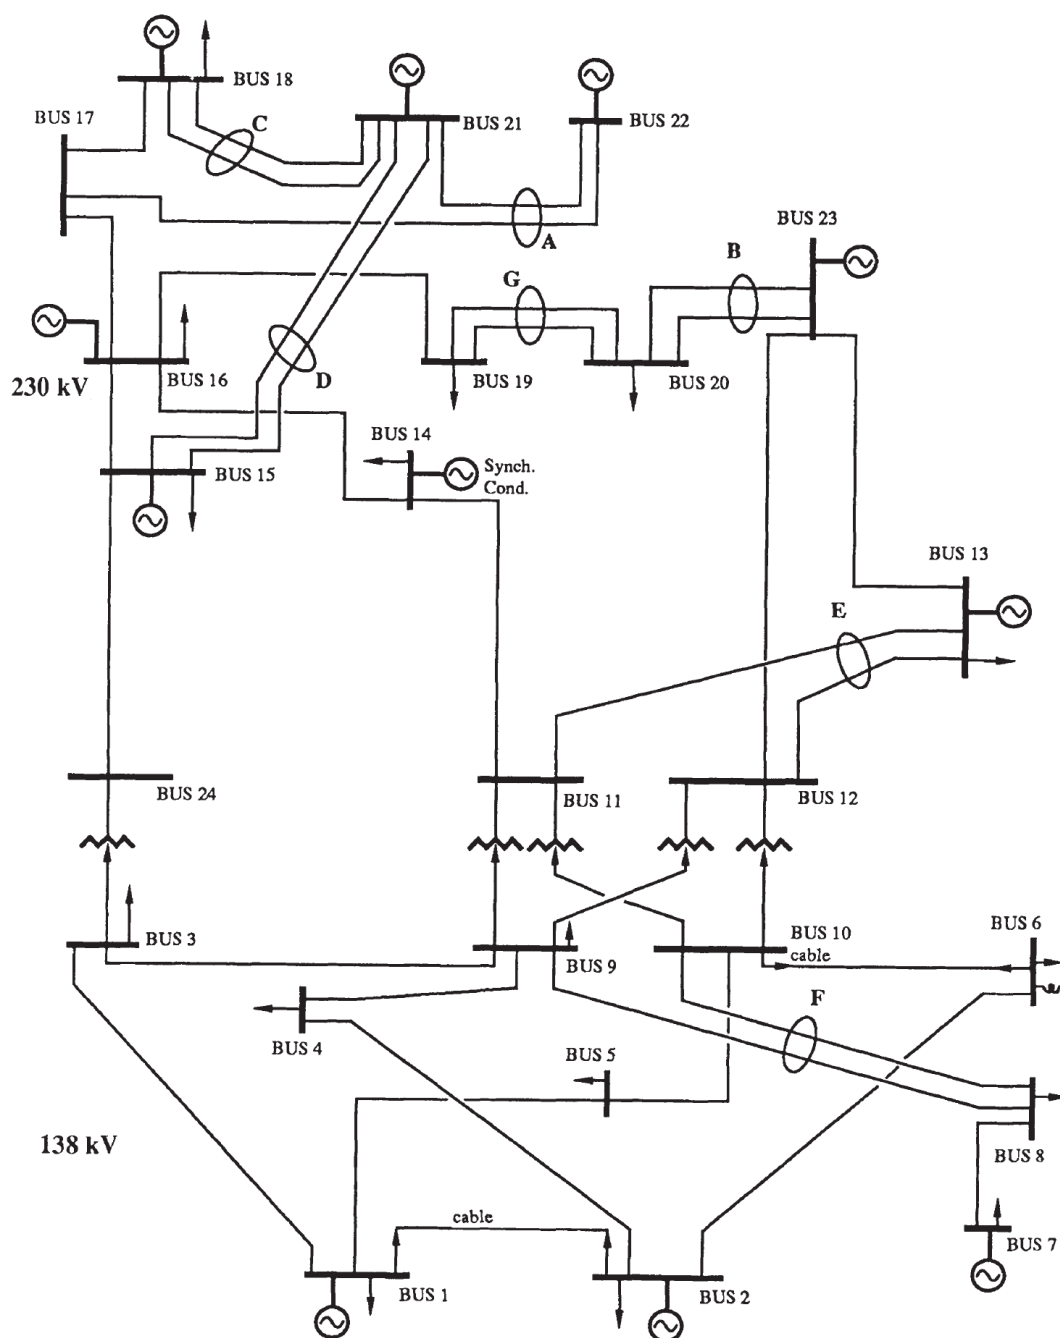 BUS 18
BUS 17
C
BUS 21
BUS 22
A
BUS 23
B
G
BUS 16
230 kV
D
BUS 19
BUS 20
BUS 14
Synch.
Cond.
BUS 15
BUS 13
E
BUS 24
BUS 11
BUS 12
BUS 3
BUS 9
BUS 10
cable
BUS 6
F
BUS 4
BUS 5
138 kV
BUS 8
cable
BUS 7
BUS 1
BUS 2